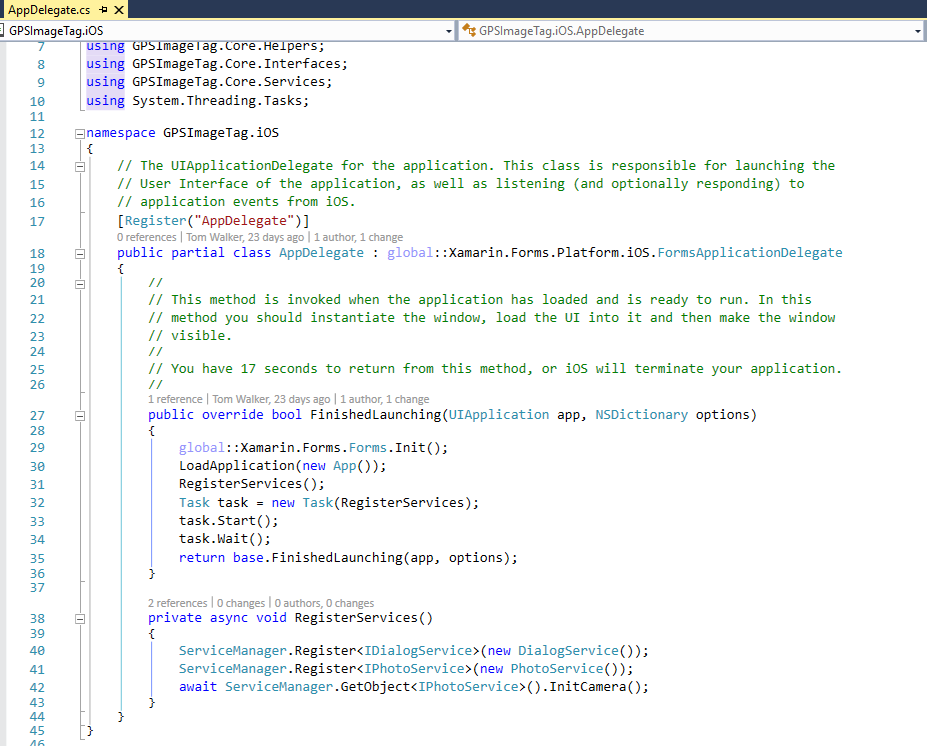 AppDelegate.cs
GPSImageTag.iOS GPSImageTag.iOS.AppDelegate
7 using GPSImageTag.Core.Helpers;
8 using GPSImageTag.Core.Interfaces;
9 using GPSImageTag.Core.Services;
10 using System.Threading.Tasks;
11
12 namespace GPSImageTag.iOS
13 {
14 // The UIApplicationDelegate for the application. This class is responsible for launching the
15 // User Interface of the application, as well as listening (and optionally responding) to
16 // application events from iOS.
17 [Register("AppDelegate")]
0 references | Tom Walker, 23 days ago | 1 author, 1 change
18 public partial class AppDelegate : global::Xamarin.Forms.Platform.iOS.FormsApplicationDelegate
19 {
20 //
21 // This method is invoked when the application has loaded and is ready to run. In this
22 // method you should instantiate the window, load the UI into it and then make the window
23 // visible.
24 //
25 // You have 17 seconds to return from this method, or iOS will terminate your application.
26 //
1 reference | Tom Walker, 23 days ago | 1 author, 1 change
27 public override bool FinishedLaunching(UIApplication app, NSDictionary options)
28 {
29 global::Xamarin.Forms.Forms.Init();
30 LoadApplication(new App());
31 RegisterServices();
32 Task task = new Task(RegisterServices);
33 task.Start();
34 task.Wait();
35 return base.FinishedLaunching(app, options);
36 }
37
2 references | 0 changes | 0 authors, 0 changes
38 private async void RegisterServices()
39 {
40 ServiceManager.Register<IDialogService>(new DialogService());
41 ServiceManager.Register<IPhotoService>(new PhotoService());
42 await ServiceManager.GetObject<IPhotoService>().InitCamera();
43 }
44 }
45 }
46